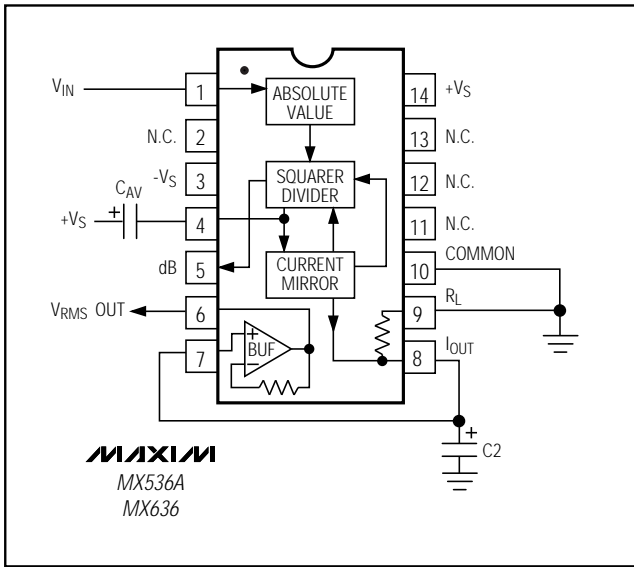 V_IN
1
ABSOLUTE
VALUE
14
+V_S
N.C.
2
13
N.C.
-V_S
3
SQUARER
DIVIDER
12
N.C.
C_AV
+
+V_S
4
11
N.C.
dB
5
CURRENT
MIRROR
10
COMMON
V_RMS OUT
6
9
R_L
7
+
BUF
−
8
I_OUT
+
C2
MAXIM
MX536A
MX636